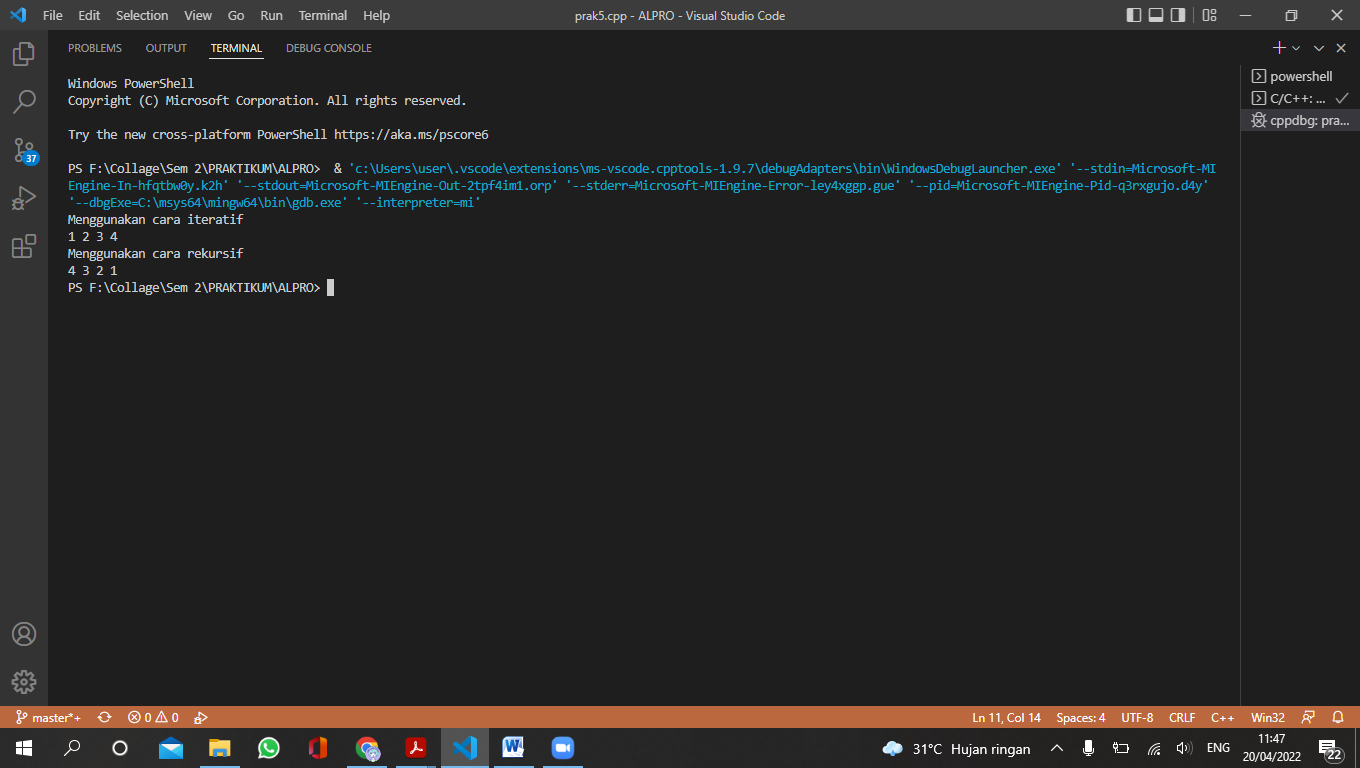 File Edit Selection View Go Run Terminal Help
prak5.cpp - ALPRO - Visual Studio Code
PROBLEMS OUTPUT TERMINAL DEBUG CONSOLE
Windows PowerShell
Copyright (C) Microsoft Corporation. All rights reserved.
Try the new cross-platform PowerShell https://aka.ms/pscore6
PS F:\Collage\Sem 2\PRAKTIKUM\ALPRO>  & 'c:\Users\user\.vscode\extensions\ms-vscode.cpptools-1.9.7\debugAdapters\bin\WindowsDebugLauncher.exe' '--stdin=Microsoft-MI
Engine-In-hfqtbw0y.k2h' '--stdout=Microsoft-MIEngine-Out-2tpf4im1.orp' '--stderr=Microsoft-MIEngine-Error-ley4xggp.gue' '--pid=Microsoft-MIEngine-Pid-q3rxgujo.d4y'
'--dbgExe=C:\msys64\mingw64\bin\gdb.exe' '--interpreter=mi'
Menggunakan cara iteratif
1 2 3 4
Menggunakan cara rekursif
4 3 2 1
PS F:\Collage\Sem 2\PRAKTIKUM\ALPRO>
powershell
C/C++: ...
cppdbg: pra...
37
master*+ 0 0
Ln 11, Col 14 Spaces: 4 UTF-8 CRLF C++ Win32
31°C Hujan ringan
ENG
11:47
20/04/2022
22